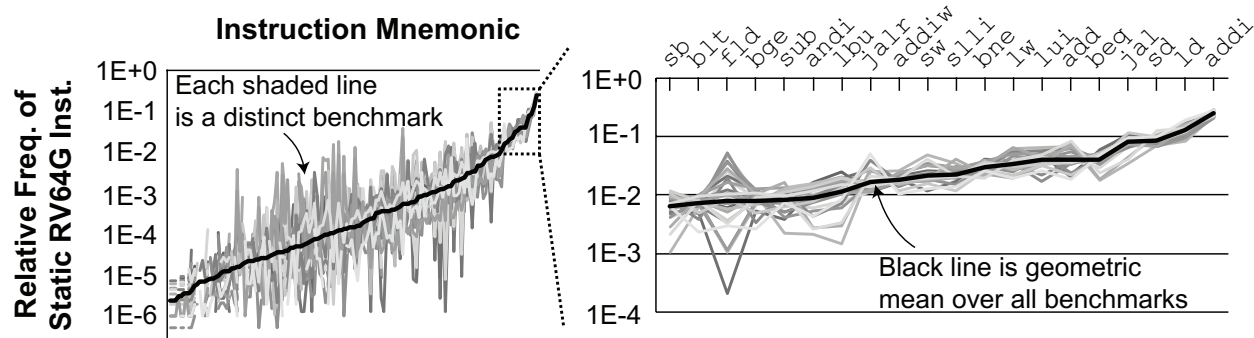 Instruction Mnemonic
Relative Freq. of
Static RV64G Inst.
1E+0
1E-1
1E-2
1E-3
1E-4
1E-5
1E-6
Each shaded line
is a distinct benchmark
sb
blt
fld
bge
sub
andi
lbu
jalr
addiw
sw
slli
bne
lw
lui
add
beq
jal
sd
ld
addi
1E+0
1E-1
1E-2
1E-3
1E-4
Black line is geometric
mean over all benchmarks